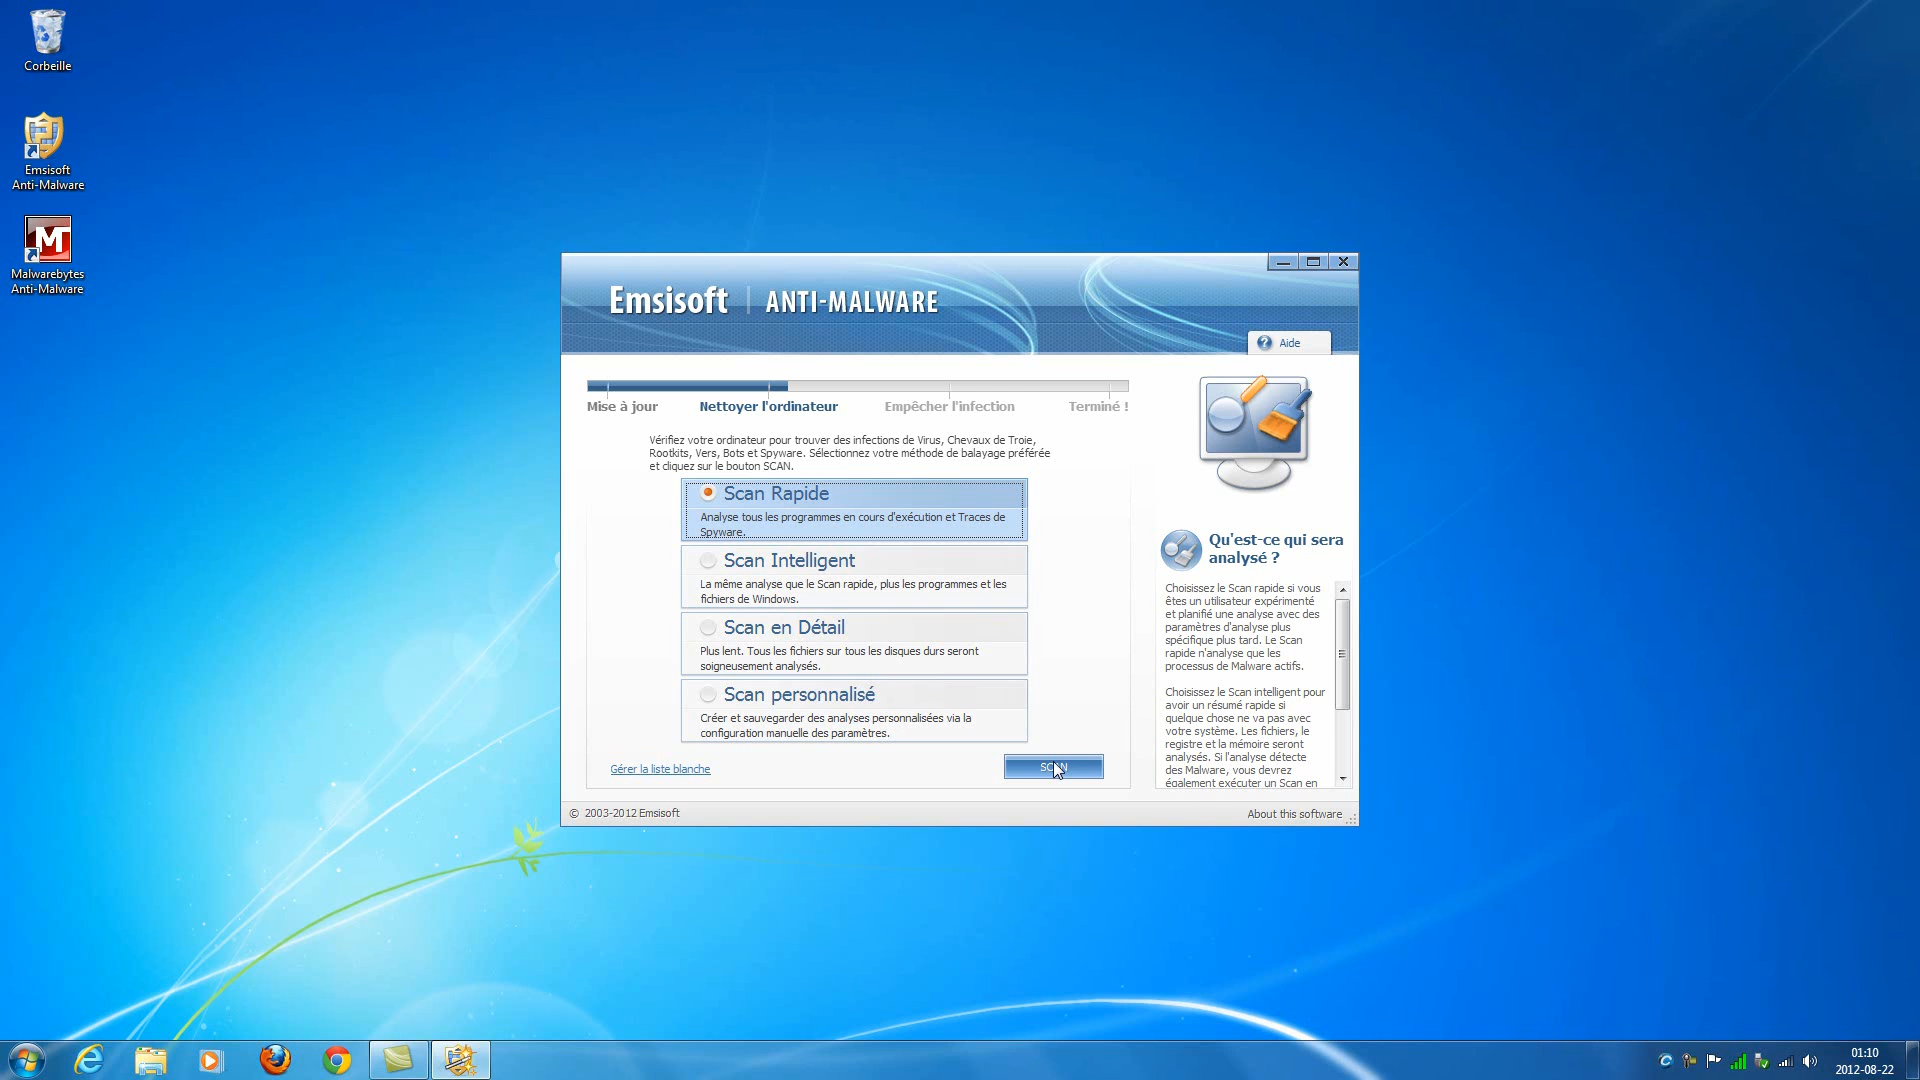 Corbeille
Emsisoft
Anti-Malware
Malwarebytes
Anti-Malware
Emsisoft | ANTI-MALWARE
Aide
Mise à jour
Nettoyer l'ordinateur
Empêcher l'infection
Terminé !
Vérifiez votre ordinateur pour trouver des infections de Virus, Chevaux de Troie,
Rootkits, Vers, Bots et Spyware. Sélectionnez votre méthode de balayage préférée
et cliquez sur le bouton SCAN.
Scan Rapide
Analyse tous les programmes en cours d'exécution et Traces de
Spyware.
Scan Intelligent
La même analyse que le Scan rapide, plus les programmes et les
fichiers de Windows.
Scan en Détail
Plus lent. Tous les fichiers sur tous les disques durs seront
soigneusement analysés.
Scan personnalisé
Créer et sauvegarder des analyses personnalisées via la
configuration manuelle des paramètres.
Gérer la liste blanche
SCAN
Qu'est-ce qui sera
analysé ?
Choisissez le Scan rapide si vous
êtes un utilisateur expérimenté
et planifié une analyse avec des
paramètres d'analyse plus
spécifique plus tard. Le Scan
rapide n'analyse que les
processus de Malware actifs.
Choisissez le Scan intelligent pour
avoir un résumé rapide si
quelque chose ne va pas avec
votre système. Les fichiers, le
registre et la mémoire seront
analysés. Si l'analyse détecte
des Malware, vous devrez
également exécuter un Scan en
© 2003-2012 Emsisoft
About this software
01:10
2012-08-22